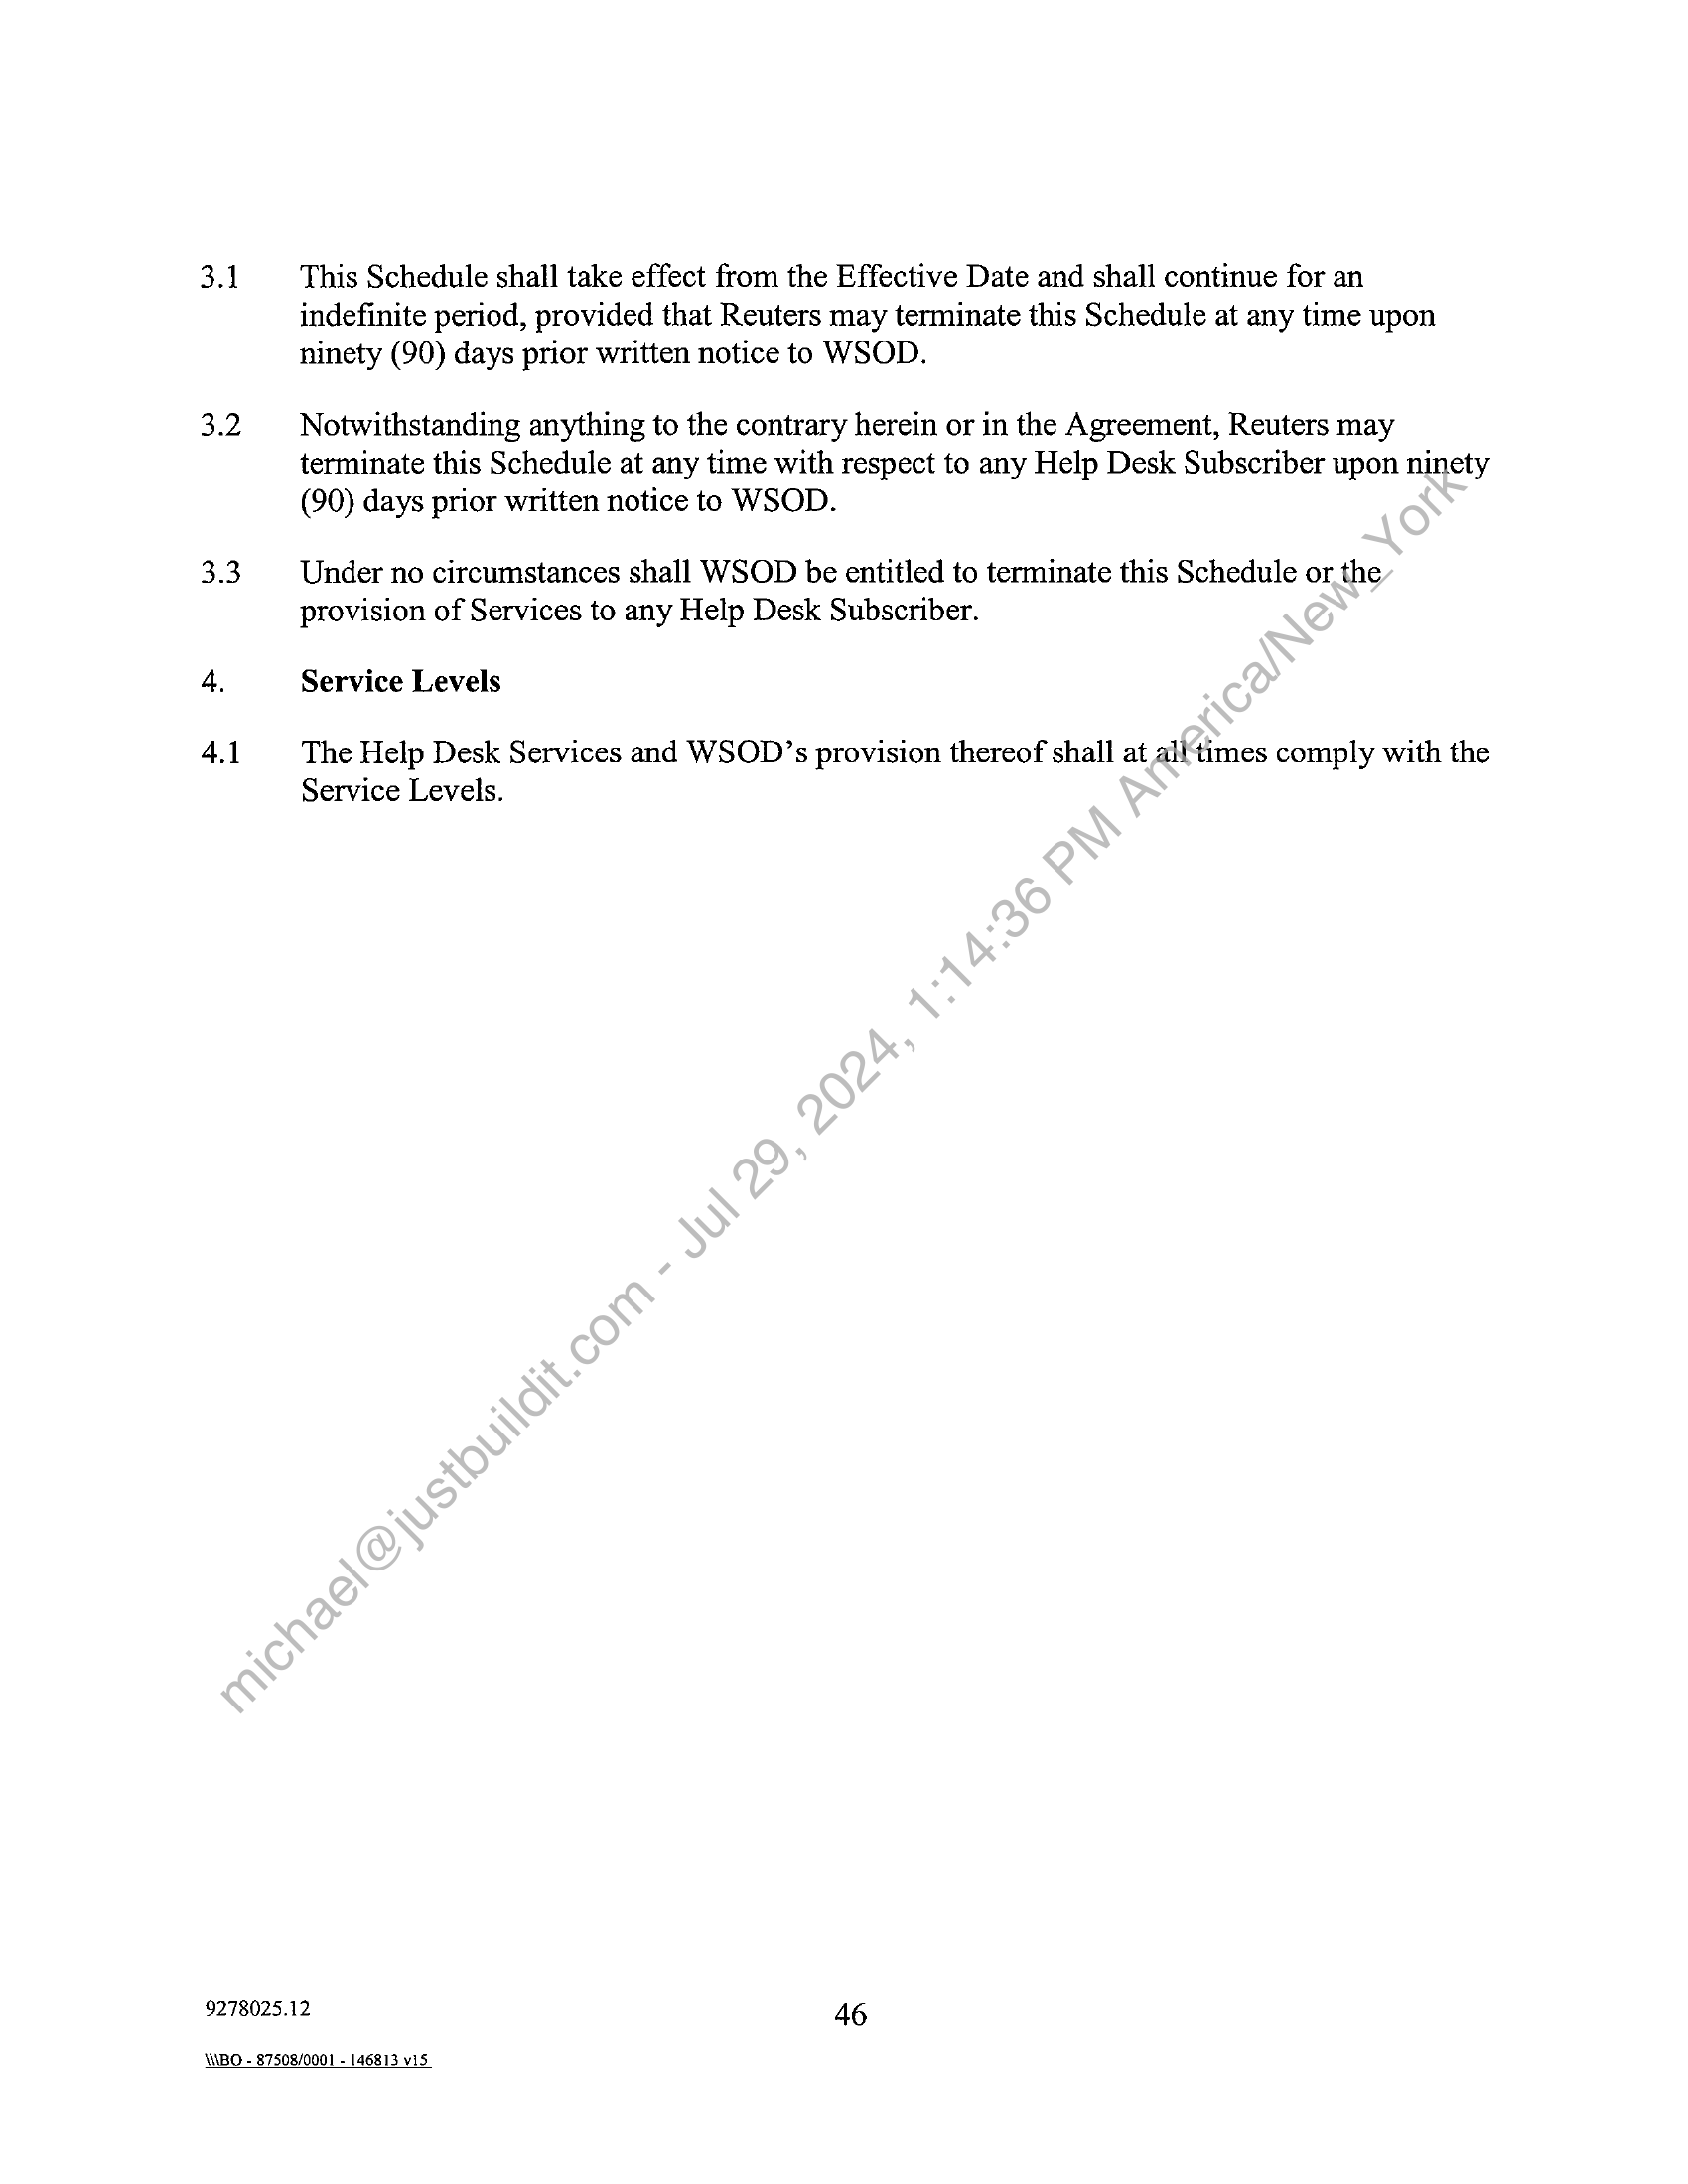 3.1 This Schedule shall take effect from the Effective Date and shall continue for an
indefinite period, provided that Reuters may terminate this Schedule at any time upon
ninety (90) days prior written notice to WSOD.
3.2 Notwithstanding anything to the contrary herein or in the Agreement, Reuters may
terminate this Schedule at any time with respect to any Help Desk Subscriber upon ninety
(90) days prior written notice to WSOD.
3.3 Under no circumstances shall WSOD be entitled to terminate this Schedule or the
provision of Services to any Help Desk Subscriber.
4. Service Levels
4.1 The Help Desk Services and WSOD’s provision thereof shall at all times comply with the
Service Levels.
michael@justbuildit.com - Jul 29, 2024, 1:14:36 PM America/New_York
9278025.12
46
\\\BO - 87508/0001 - 146813 v15